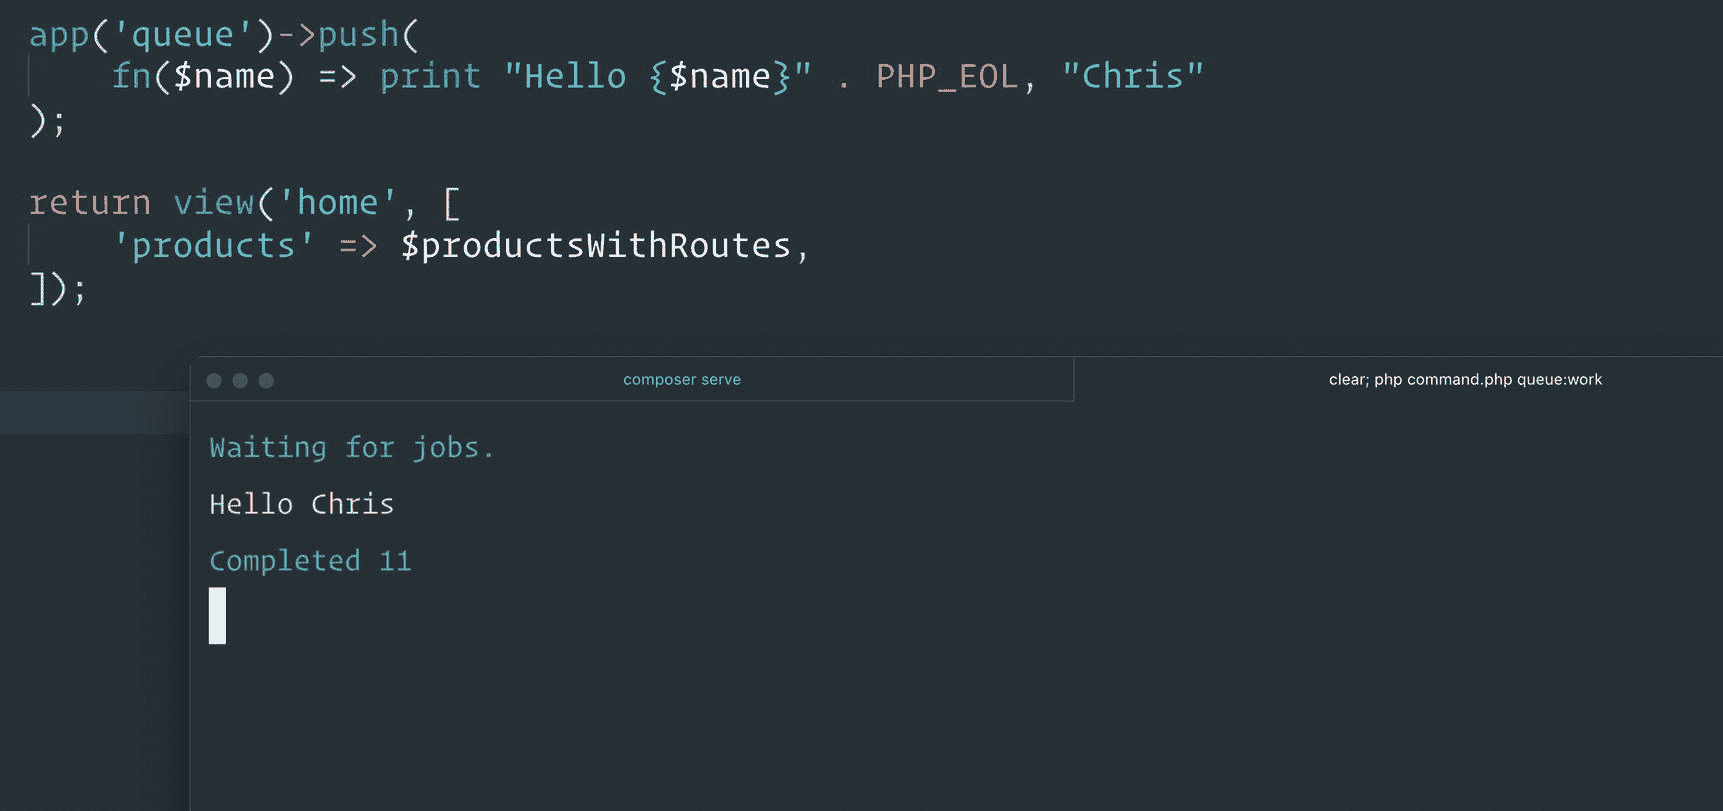 app('queue')->push(
    fn($name) => print "Hello {$name}" . PHP_EOL, "Chris"
);
return view('home', [
    'products' => $productsWithRoutes,
]);
composer serve
clear; php command.php queue:work
Waiting for jobs.
Hello Chris
Completed 11